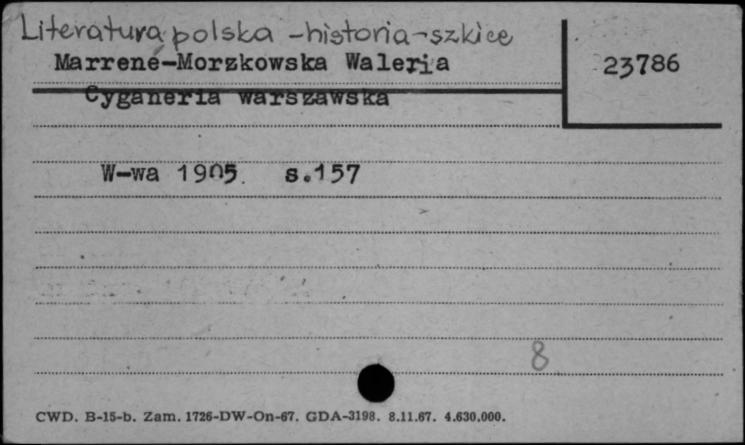 Literatura polska -historia-szkice
Marrené-Morzkowska Waleria
23786
Cyganeria warszawska
W-wa 1905. s.157
8
CWD. B-15-b. Zam. 1726-DW-On-67. GDA-3198. 8.11.67. 4.630.000.